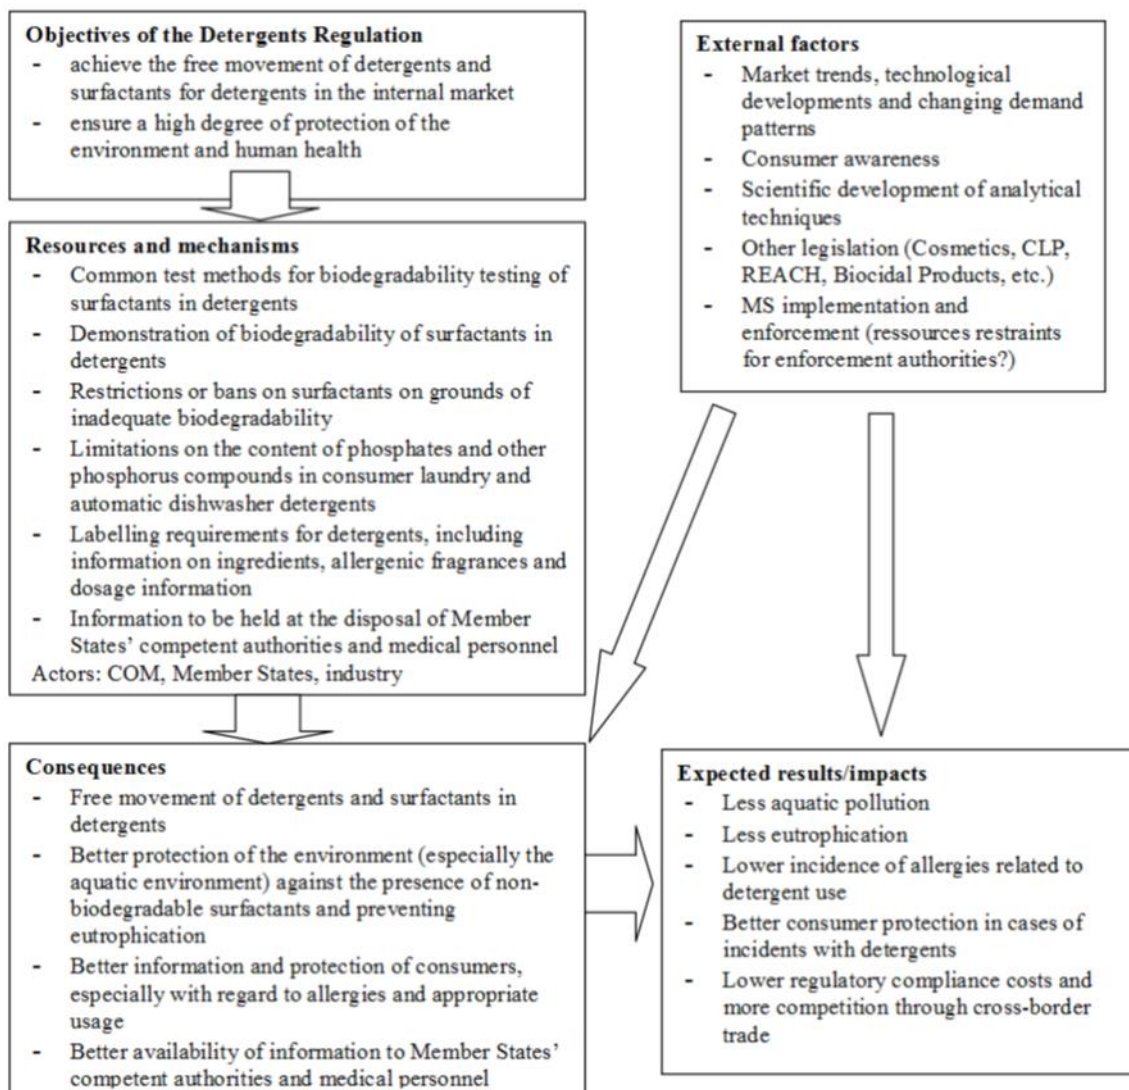 Objectives of the Detergents Regulation
- achieve the free movement of detergents and
surfactants for detergents in the internal market
- ensure a high degree of protection of the
environment and human health
Resources and mechanisms
- Common test methods for biodegradability testing of
surfactants in detergents
- Demonstration of biodegradability of surfactants in
detergents
- Restrictions or bans on surfactants on grounds of
inadequate biodegradability
- Limitations on the content of phosphates and other
phosphorus compounds in consumer laundry and
automatic dishwasher detergents
- Labelling requirements for detergents, including
information on ingredients, allergenic fragrances and
dosage information
- Information to be held at the disposal of Member
States’ competent authorities and medical personnel
Actors: COM, Member States, industry
External factors
- Market trends, technological
developments and changing demand
patterns
- Consumer awareness
- Scientific development of analytical
techniques
- Other legislation (Cosmetics, CLP,
REACH, Biocidal Products, etc.)
- MS implementation and
enforcement (ressources restraints
for enforcement authorities?)
Consequences
- Free movement of detergents and surfactants in
detergents
- Better protection of the environment (especially the
aquatic environment) against the presence of non-
biodegradable surfactants and preventing
eutrophication
- Better information and protection of consumers,
especially with regard to allergies and appropriate
usage
- Better availability of information to Member States’
competent authorities and medical personnel
Expected results/impacts
- Less aquatic pollution
- Less eutrophication
- Lower incidence of allergies related to
detergent use
- Better consumer protection in cases of
incidents with detergents
- Lower regulatory compliance costs and
more competition through cross-border
trade